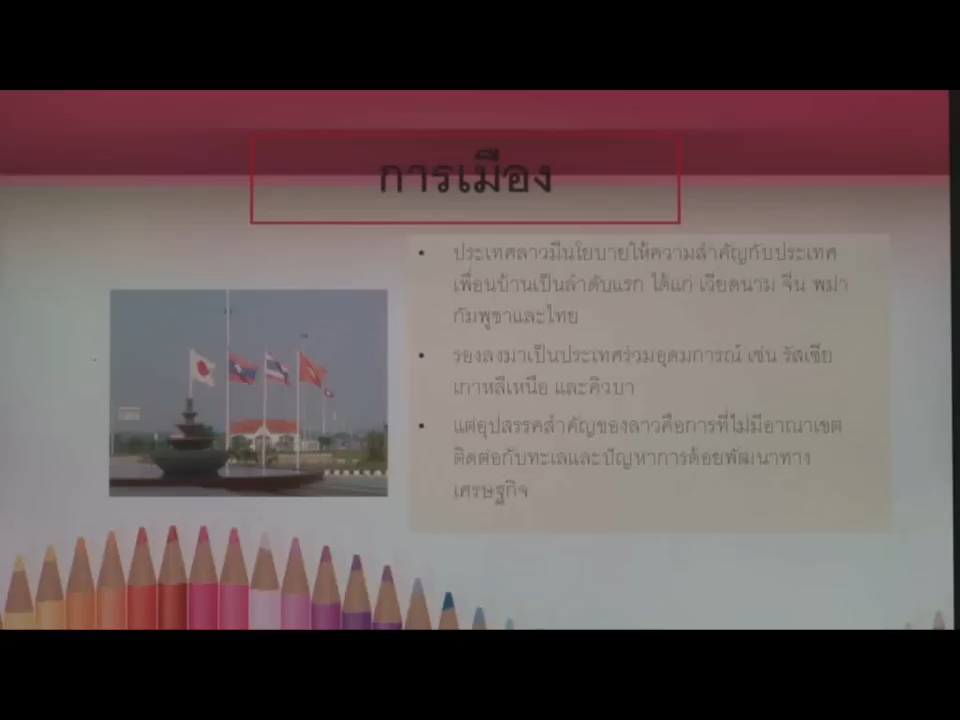 การเมือง
• ประเทศลาวมีนโยบายให้ความสำคัญกับประเทศ
เพื่อนบ้านเป็นลำดับแรก ได้แก่ เวียดนาม จีน พม่า
กัมพูชาและไทย
• รองลงมาเป็นประเทศร่วมอุดมการณ์ เช่น รัสเซีย
เกาหลีเหนือ และคิวบา
• แต่อุปสรรคสำคัญของลาวคือการที่ไม่มีอาณาเขต
ติดต่อกับทะเลและปัญหาการด้อยพัฒนาทาง
เศรษฐกิจ